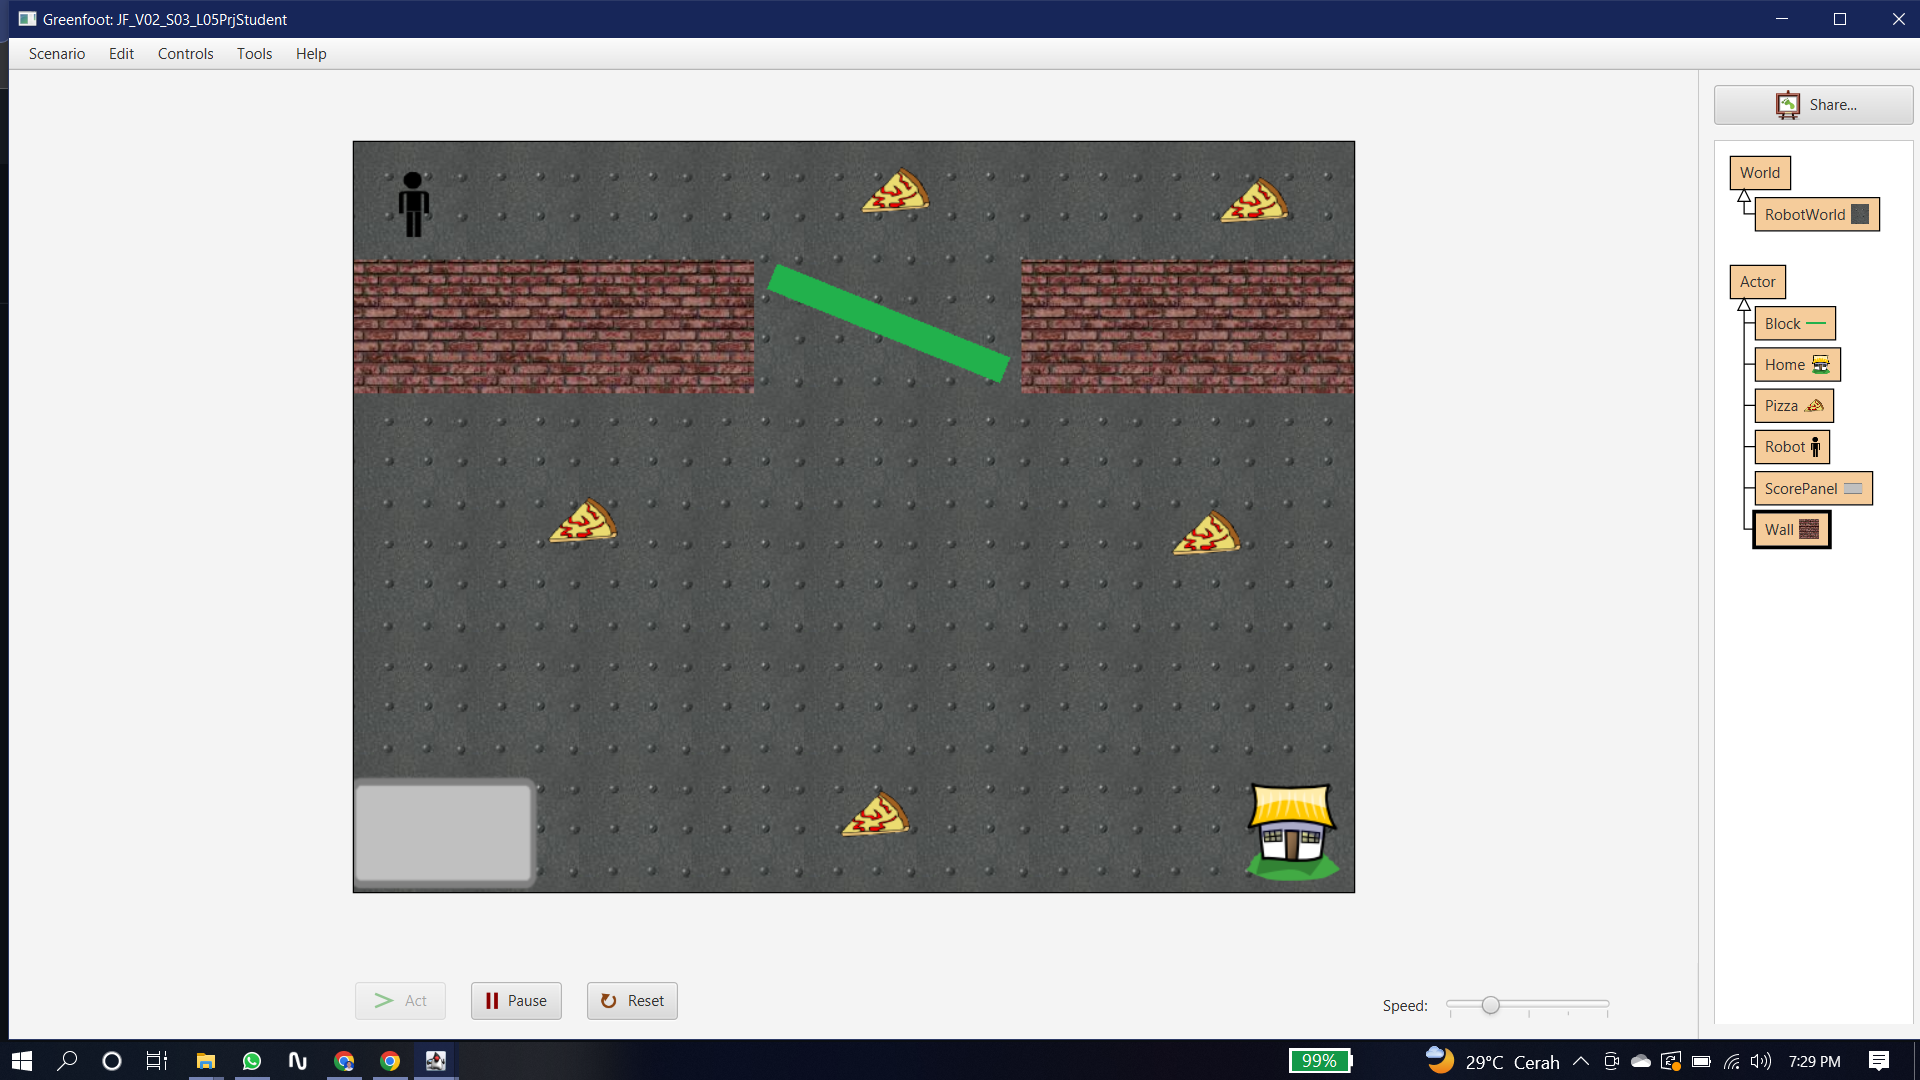 Greenfoot: JF_V02_S03_L05PrjStudent
Scenario Edit Controls Tools Help
Share...
World
RobotWorld
Actor
Block
Home
Pizza
Robot
ScorePanel
Wall
Act Pause Reset Speed:
99% 29°C Cerah 7:29 PM